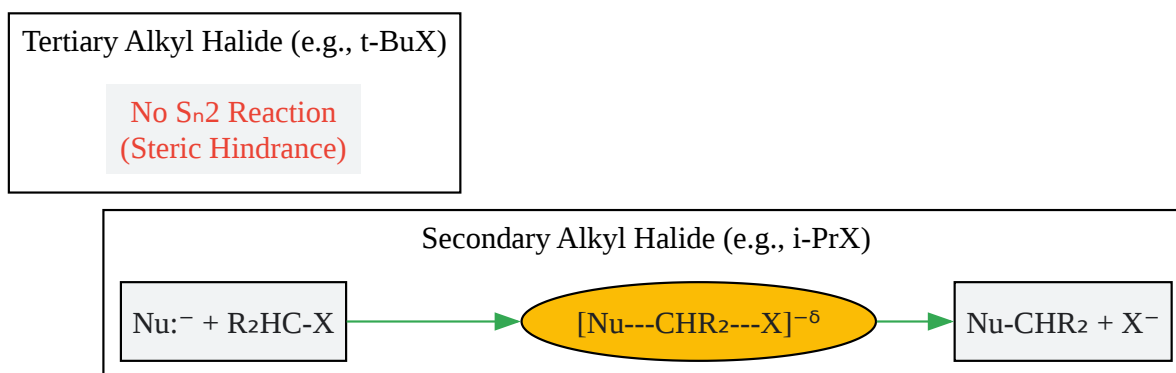 Tertiary Alkyl Halide (e.g., t-BuX)
No Sₙ2 Reaction
(Steric Hindrance)
Secondary Alkyl Halide (e.g., i-PrX)
Nu:⁻ + R₂HC-X
[Nu---CHR₂---X]⁻ᵟ
Nu-CHR₂ + X⁻